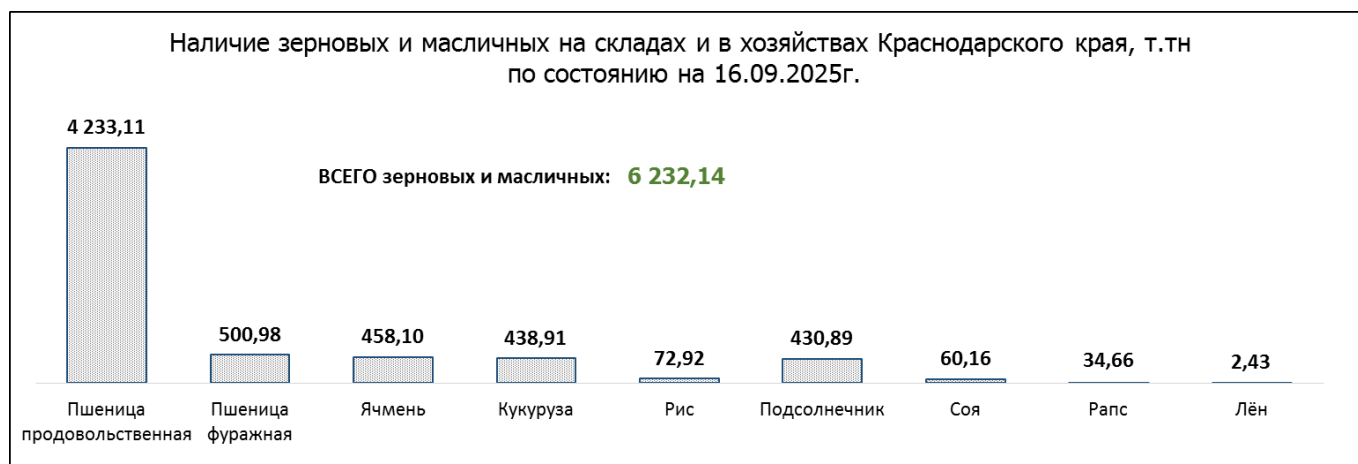 Наличие зерновых и масличных на складах и в хозяйствах Краснодарского края, т.тн
по состоянию на 16.09.2025г.
4 233,11
ВСЕГО зерновых и масличных: 6 232,14
500,98
458,10
438,91
72,92
430,89
60,16
34,66
2,43
Пшеница
продовольственная
Пшеница
фуражная
Ячмень
Кукуруза
Рис
Подсолнечник
Соя
Рапс
Лён